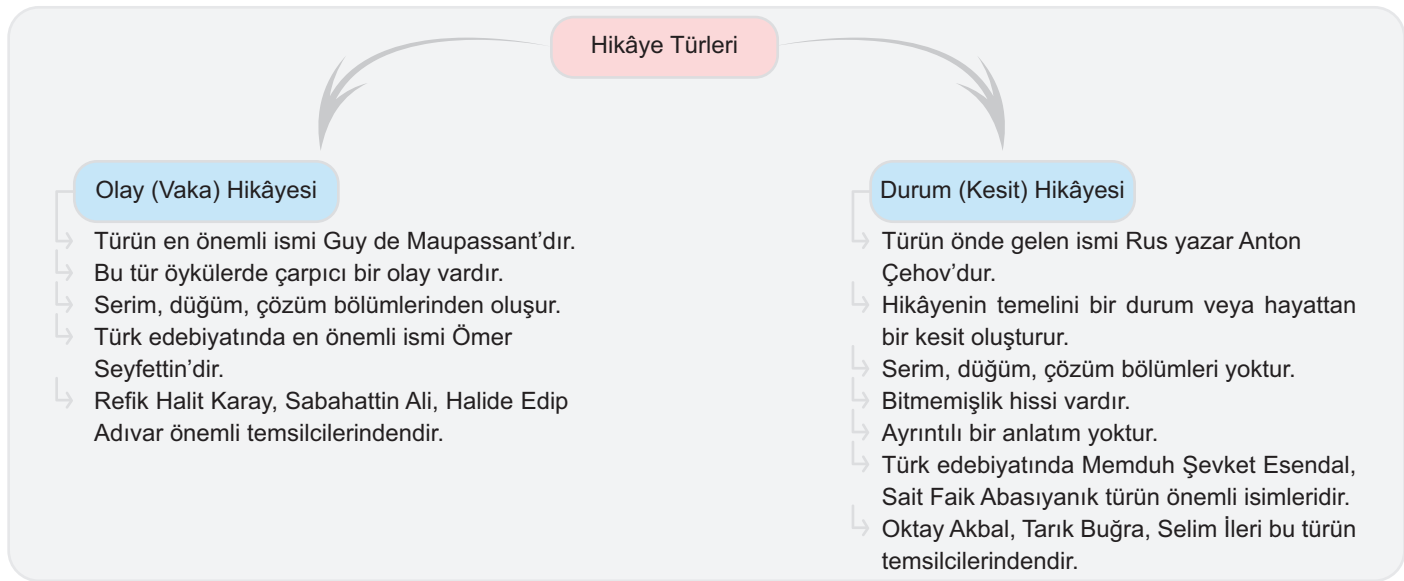 Hikâye Türleri
Olay (Vaka) Hikâyesi
Türün en önemli ismi Guy de Maupassant’dır.
Bu tür öykülerde çarpıcı bir olay vardır.
Serim, düğüm, çözüm bölümlerinden oluşur.
Türk edebiyatında en önemli ismi Ömer
Seyfettin’dir.
Refik Halit Karay, Sabahattin Ali, Halide Edip
Adıvar önemli temsilcilerindendir.
Durum (Kesit) Hikâyesi
Türün önde gelen ismi Rus yazar Anton
Çehov’dur.
Hikâyenin temelini bir durum veya hayattan
bir kesit oluşturur.
Serim, düğüm, çözüm bölümleri yoktur.
Bitmemişlik hissi vardır.
Ayrıntılı bir anlatım yoktur.
Türk edebiyatında Memduh Şevket Esendal,
Sait Faik Abasıyanık türün önemli isimleridir.
Oktay Akbal, Tarık Buğra, Selim İleri bu türün
temsilcilerindendir.